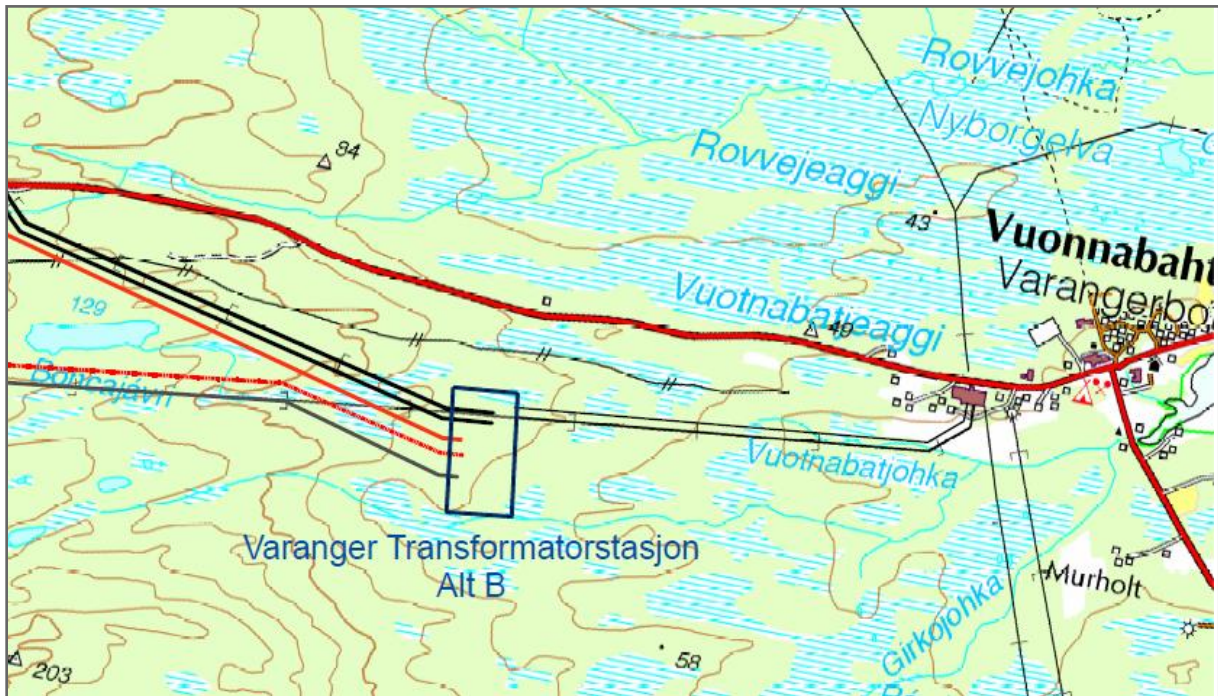 Rovvejohka
Nyborgelva
84
Rovvejeaggi
43
Vuonnabaht
Varangerbo
129
Vuotnabatjeaggi
49
Vuotnabatjohka
Varanger Transformatorstasjon
Alt B
Murholt
Girkojohka
58
203